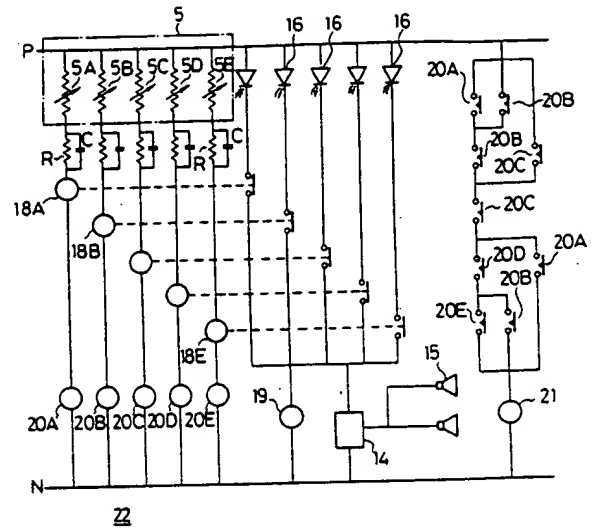 5
P
5A 5B 5C 5D 5E
16 16 16
20A 20B
R C R C
20B 20C
18A
18B
20C
20D 20A
20E 20B
18E
15
20A 20B 20C 20D 20E
19
14
21
N
22